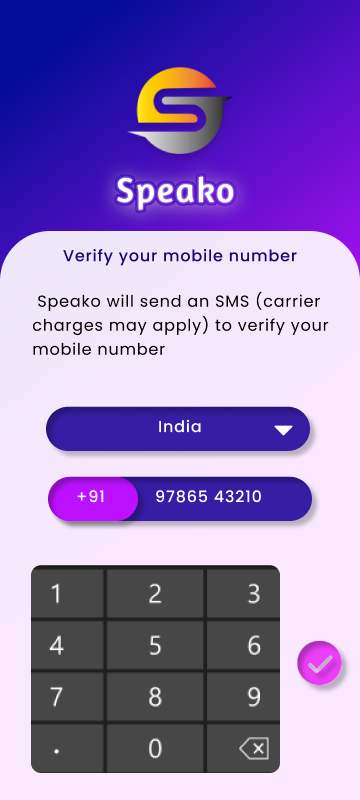 Speako
Verify your mobile number
Speako will send an SMS (carrier
charges may apply) to verify your
mobile number
India
+91 97865 43210
1 2 3
4 5 6
7 8 9
. 0